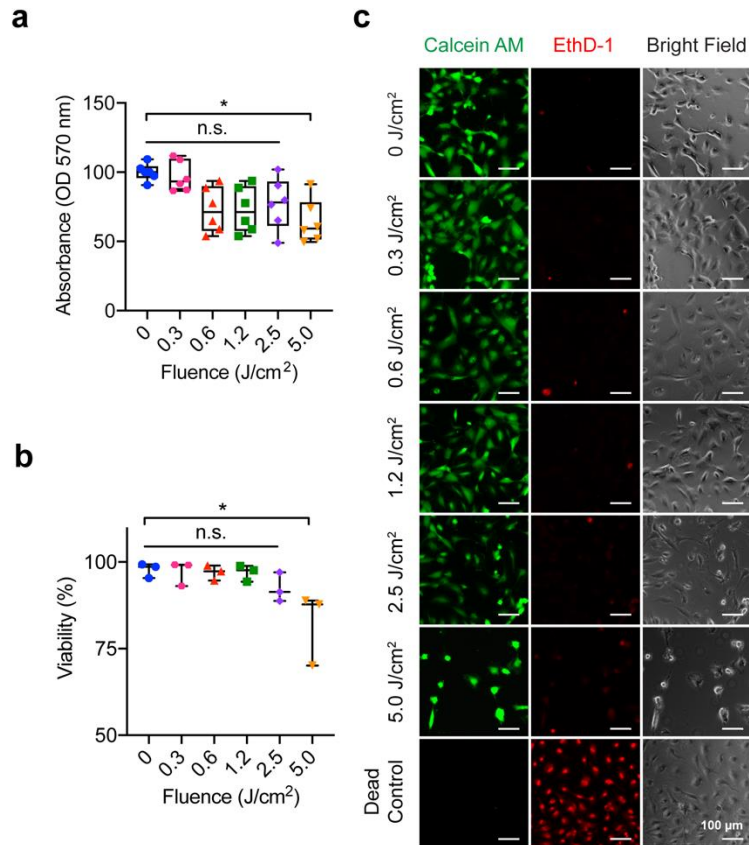 a
Absorbance (OD 570 nm)
150
100
50
0
*
n.s.
0 0.3 0.6 1.2 2.5 5.0
Fluence (J/cm²)
b
Viability (%)
100
75
50
*
n.s.
0 0.3 0.6 1.2 2.5 5.0
Fluence (J/cm²)
c
Calcein AM EthD-1 Bright Field
0 J/cm²
0.3 J/cm²
0.6 J/cm²
1.2 J/cm²
2.5 J/cm²
5.0 J/cm²
Dead
Control
100 µm